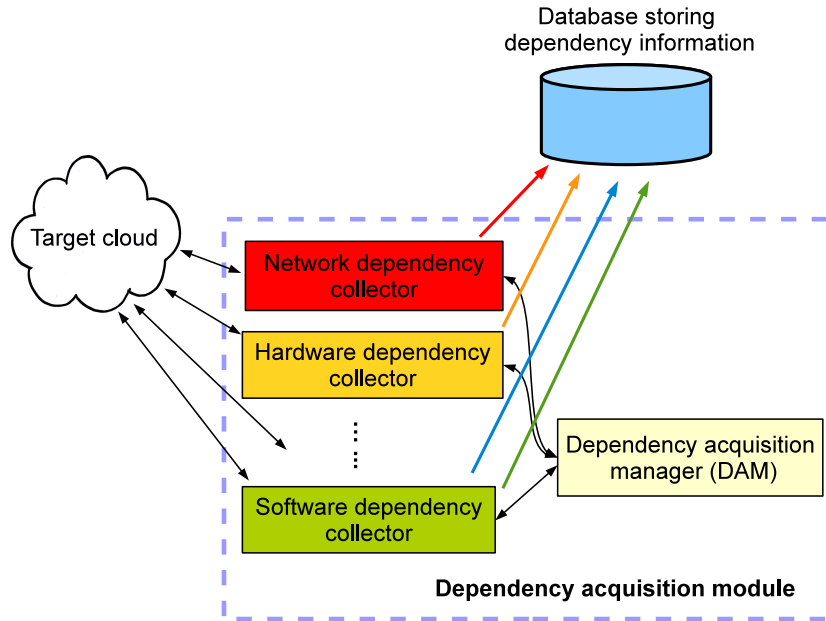 Database storing
dependency information
Target cloud
Network dependency
collector
Hardware dependency
collector
Dependency acquisition
manager (DAM)
Software dependency
collector
Dependency acquisition module